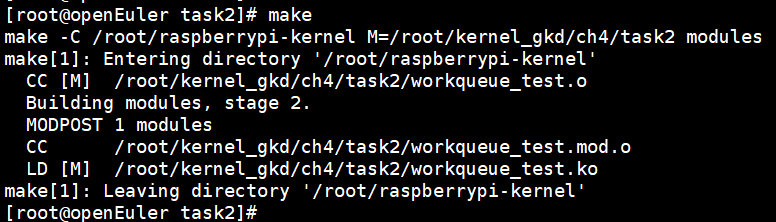 [root@openEuler task2]# make
make -C /root/raspberrypi-kernel M=/root/kernel_gkd/ch4/task2 modules
make[1]: Entering directory '/root/raspberrypi-kernel'
  CC [M]  /root/kernel_gkd/ch4/task2/workqueue_test.o
  Building modules, stage 2.
  MODPOST 1 modules
  CC      /root/kernel_gkd/ch4/task2/workqueue_test.mod.o
  LD [M]  /root/kernel_gkd/ch4/task2/workqueue_test.ko
make[1]: Leaving directory '/root/raspberrypi-kernel'
[root@openEuler task2]#